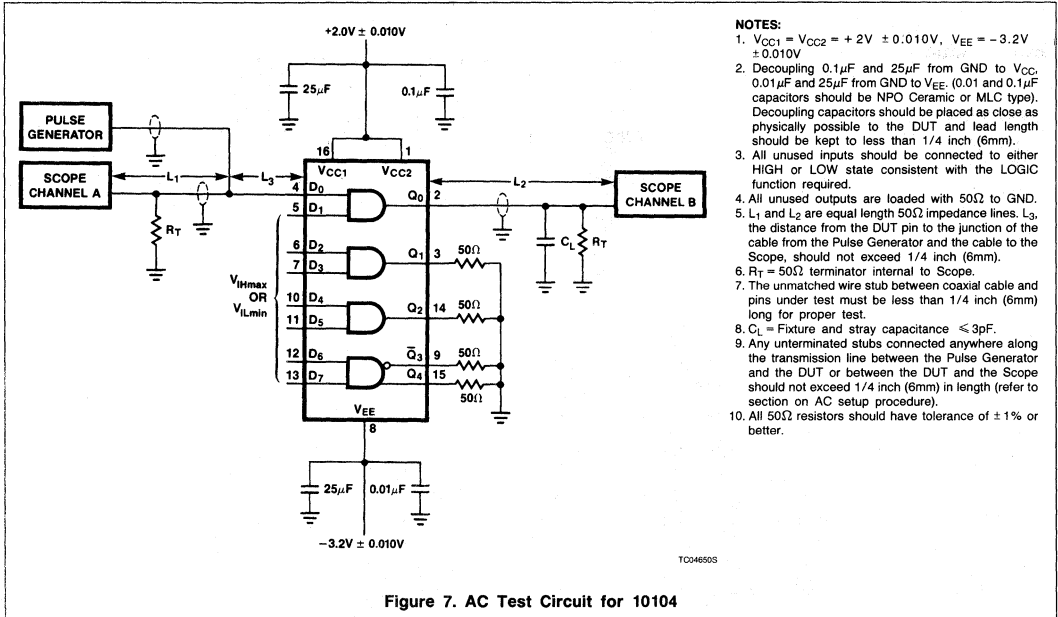 +2.0V ± 0.010V
25μF
0.1μF
PULSE
GENERATOR
SCOPE
CHANNEL A
L1
L3
RT
16
1
VCC1
VCC2
4 D0
5 D1
6 D2
7 D3
10 D4
11 D5
12 D6
13 D7
VIHmax
OR
VILmin
Q0 2
Q1 3
50Ω
Q2 14
50Ω
Q̅3 9
50Ω
Q4 15
50Ω
VEE
8
L2
SCOPE
CHANNEL B
CL
RT
25μF
0.01μF
−3.2V ± 0.010V
TC04650S
NOTES:
1. VCC1 = VCC2 = +2V ±0.010V, VEE = −3.2V
±0.010V
2. Decoupling 0.1μF and 25μF from GND to VCC,
0.01μF and 25μF from GND to VEE. (0.01 and 0.1μF
capacitors should be NPO Ceramic or MLC type).
Decoupling capacitors should be placed as close as
physically possible to the DUT and lead length
should be kept to less than 1/4 inch (6mm).
3. All unused inputs should be connected to either
HIGH or LOW state consistent with the LOGIC
function required.
4. All unused outputs are loaded with 50Ω to GND.
5. L1 and L2 are equal length 50Ω impedance lines. L3,
the distance from the DUT pin to the junction of the
cable from the Pulse Generator and the cable to the
Scope, should not exceed 1/4 inch (6mm).
6. RT = 50Ω terminator internal to Scope.
7. The unmatched wire stub between coaxial cable and
pins under test must be less than 1/4 inch (6mm)
long for proper test.
8. CL = Fixture and stray capacitance ⩽ 3pF.
9. Any unterminated stubs connected anywhere along
the transmission line between the Pulse Generator
and the DUT or between the DUT and the Scope
should not exceed 1/4 inch (6mm) in length (refer to
section on AC setup procedure).
10. All 50Ω resistors should have tolerance of ±1% or
better.
Figure 7. AC Test Circuit for 10104